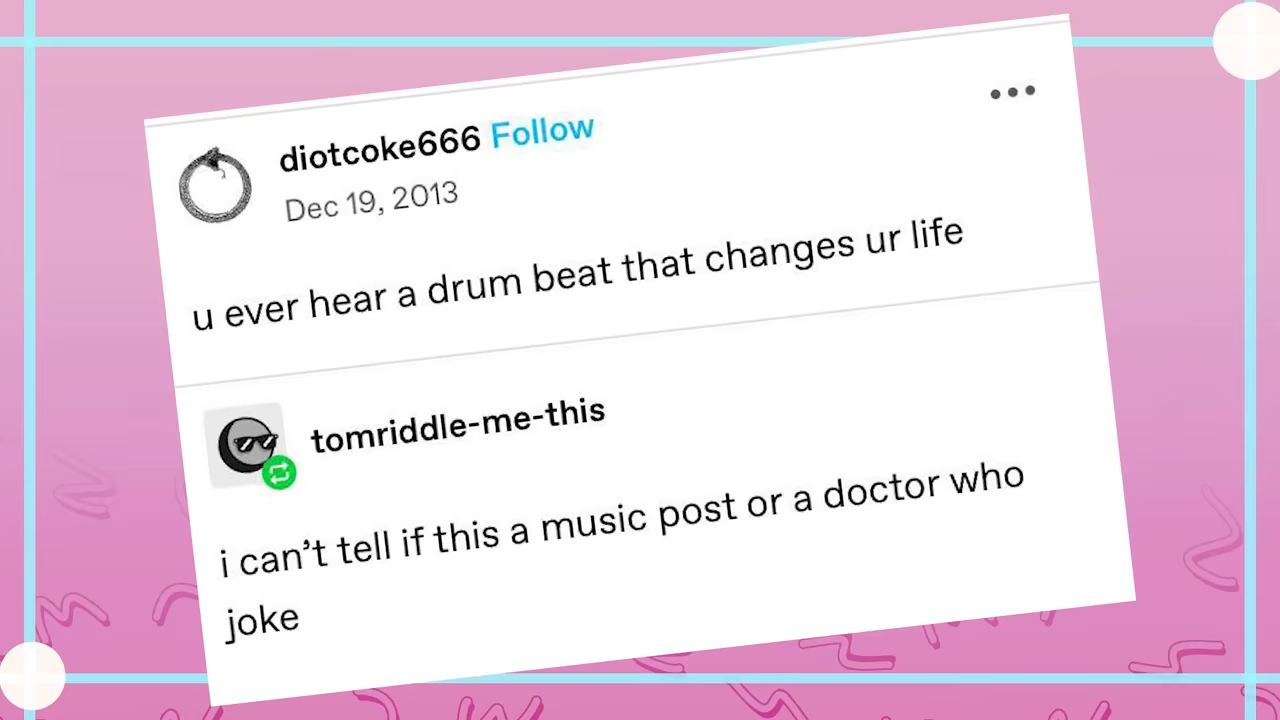 diotcoke666 Follow
Dec 19, 2013
u ever hear a drum beat that changes ur life
tomriddle-me-this
i can’t tell if this a music post or a doctor who
joke